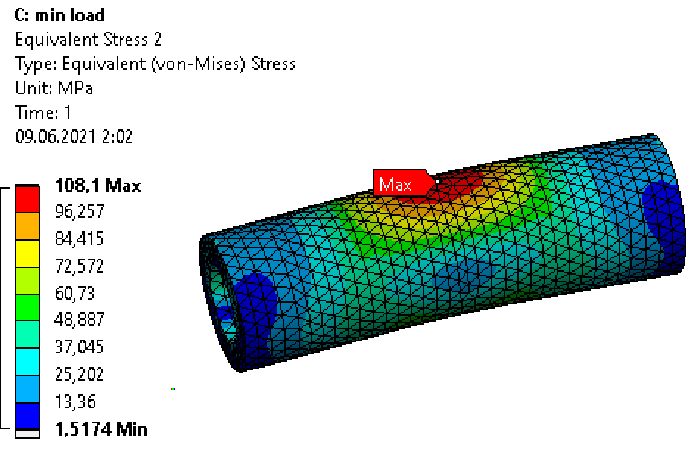 C: min load
Equivalent Stress 2
Type: Equivalent (von-Mises) Stress
Unit: MPa
Time: 1
09.06.2021 2:02
Max
108,1 Max
96,257
84,415
72,572
60,73
48,887
37,045
25,202
13,36
1,5174 Min